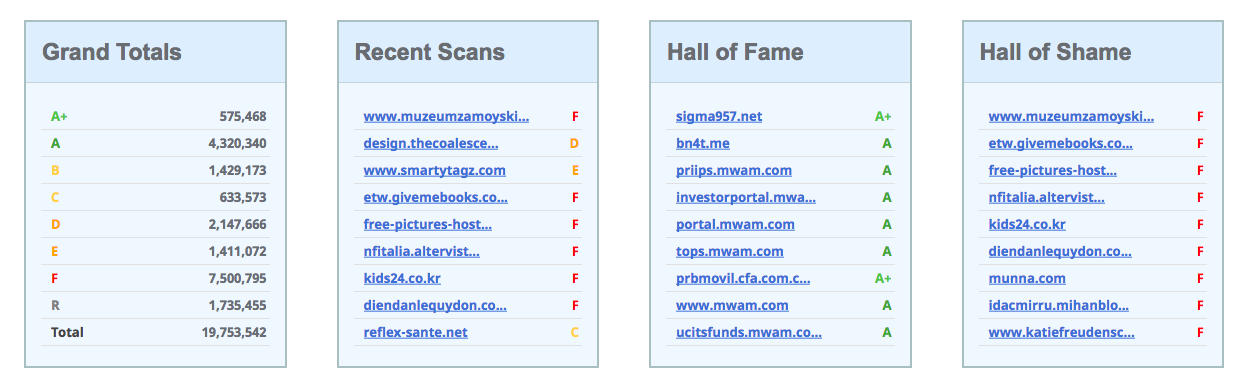 Grand Totals
A+ 575,468
A 4,320,340
B 1,429,173
C 633,573
D 2,147,666
E 1,411,072
F 7,500,795
R 1,735,455
Total 19,753,542
Recent Scans
www.muzeumzamoyski... F
design.thecoalesce... D
www.smartytagz.com E
etw.givemebooks.co... F
free-pictures-host... F
nfitalia.altervist... F
kids24.co.kr F
diendanlequydon.co... F
reflex-sante.net C
Hall of Fame
sigma957.net A+
bn4t.me A
priips.mwam.com A
investorportal.mwa... A
portal.mwam.com A
tops.mwam.com A
prbmovil.cfa.com.c... A+
www.mwam.com A
ucitsfunds.mwam.co... A
Hall of Shame
www.muzeumzamoyski... F
etw.givemebooks.co... F
free-pictures-host... F
nfitalia.altervist... F
kids24.co.kr F
diendanlequydon.co... F
munna.com F
idacmirru.mihanblo... F
www.katiefreudensc... F